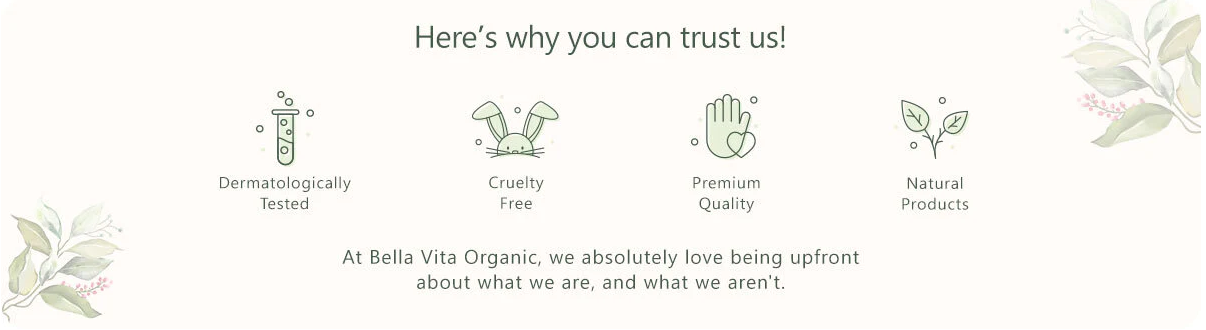 Here’s why you can trust us!
Dermatologically
Tested
Cruelty
Free
Premium
Quality
Natural
Products
At Bella Vita Organic, we absolutely love being upfront
about what we are, and what we aren't.